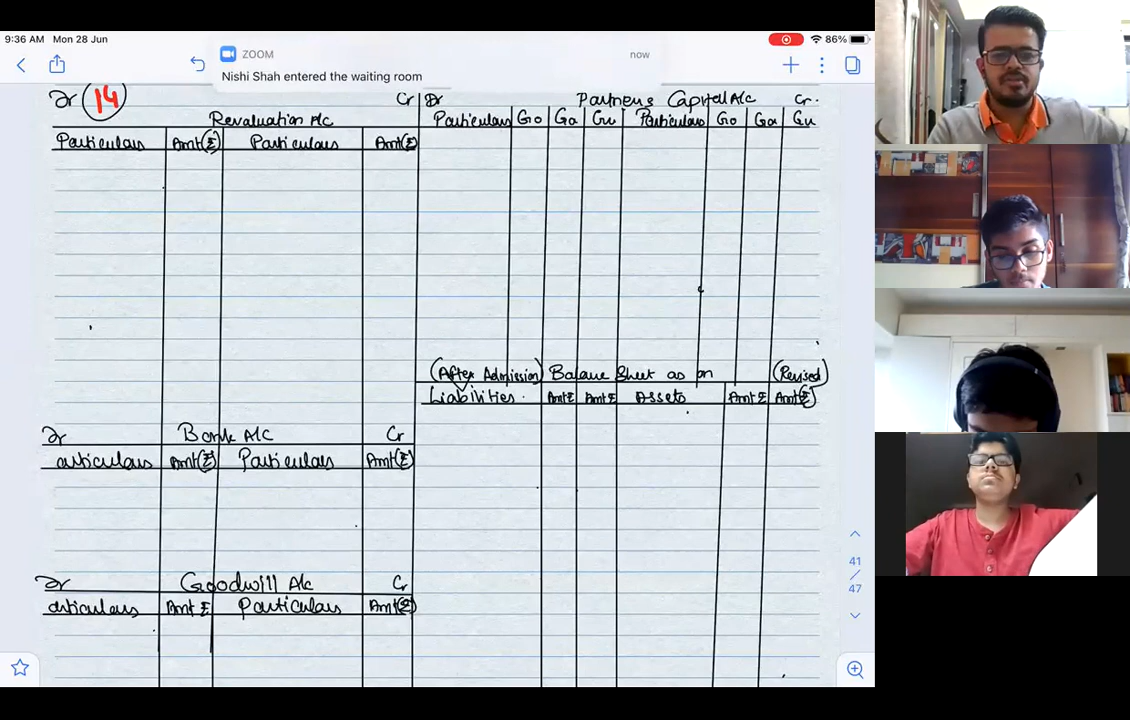 9:36 AM Mon 28 Jun
86%
ZOOM
now
Nishi Shah entered the waiting room
Dr 14 Cr
Revaluation A/c
Particulars Amt(₹) Particulars Amt(₹)
Dr Partners Capital A/c Cr.
Particulars Go Ga Gu Particulars Go Ga Gu
(After Admission) Balance Sheet as on (Revised)
Liabilities. Amt ₹ Amt ₹ Assets Amt ₹ Amt(₹)
Dr Bank A/c Cr
articulars Amt(₹) Particulars Amt(₹)
Dr Goodwill A/c Cr
articulars Amt ₹ Particulars Amt(₹)
41
/
47